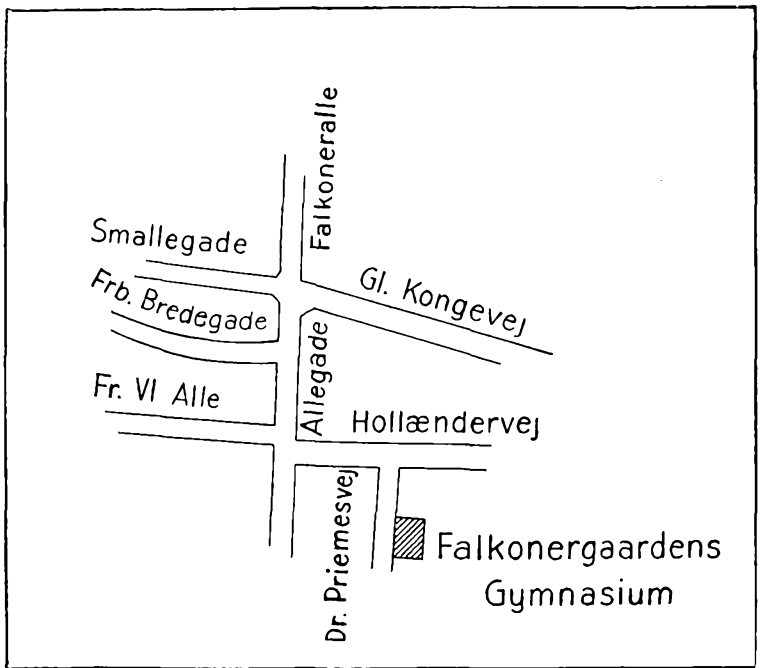 Falkoneralle
Smallegade
Gl. Kongevej
Frb. Bredegade
Allegade
Fr. VI Alle
Hollændervej
Dr. Priemesvej
Falkonergaardens
Gymnasium